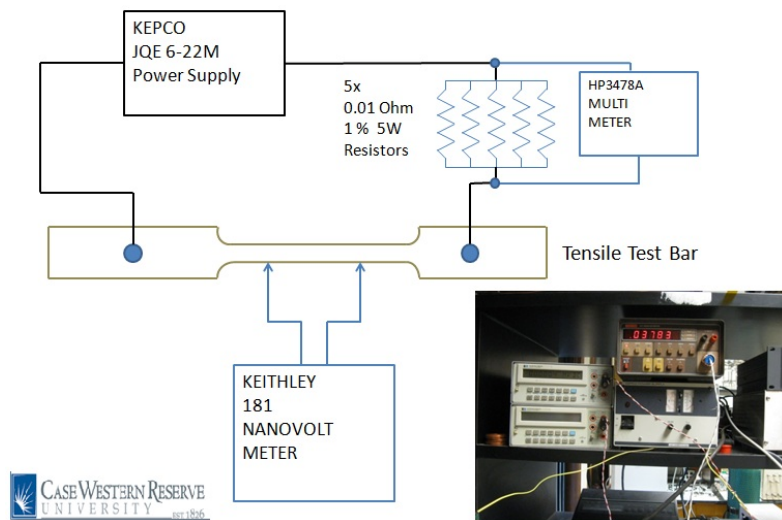 KEPCO
JQE 6-22M
Power Supply
5x
0.01 Ohm
1 % 5W
Resistors
HP3478A
MULTI
METER
Tensile Test Bar
KEITHLEY
181
NANOVOLT
METER
03783
CASE WESTERN RESERVE
UNIVERSITY EST 1826